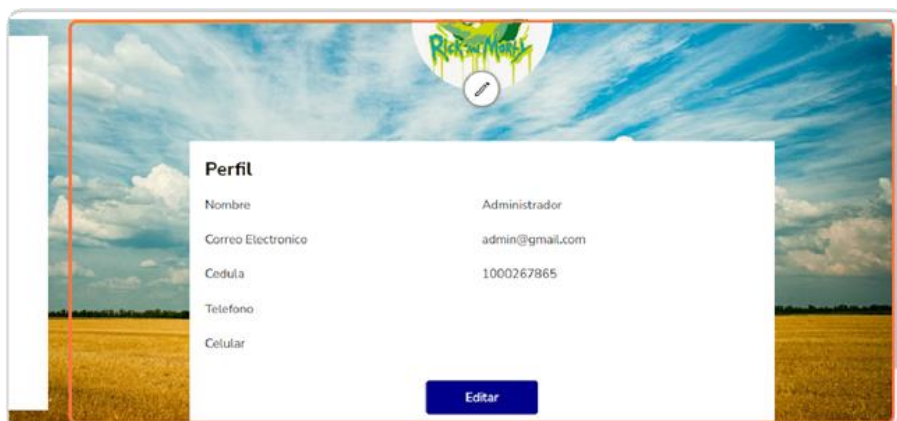 Rick and Morty
Perfil
Nombre Administrador
Correo Electronico admin@gmail.com
Cedula 1000267865
Telefono
Celular
Editar